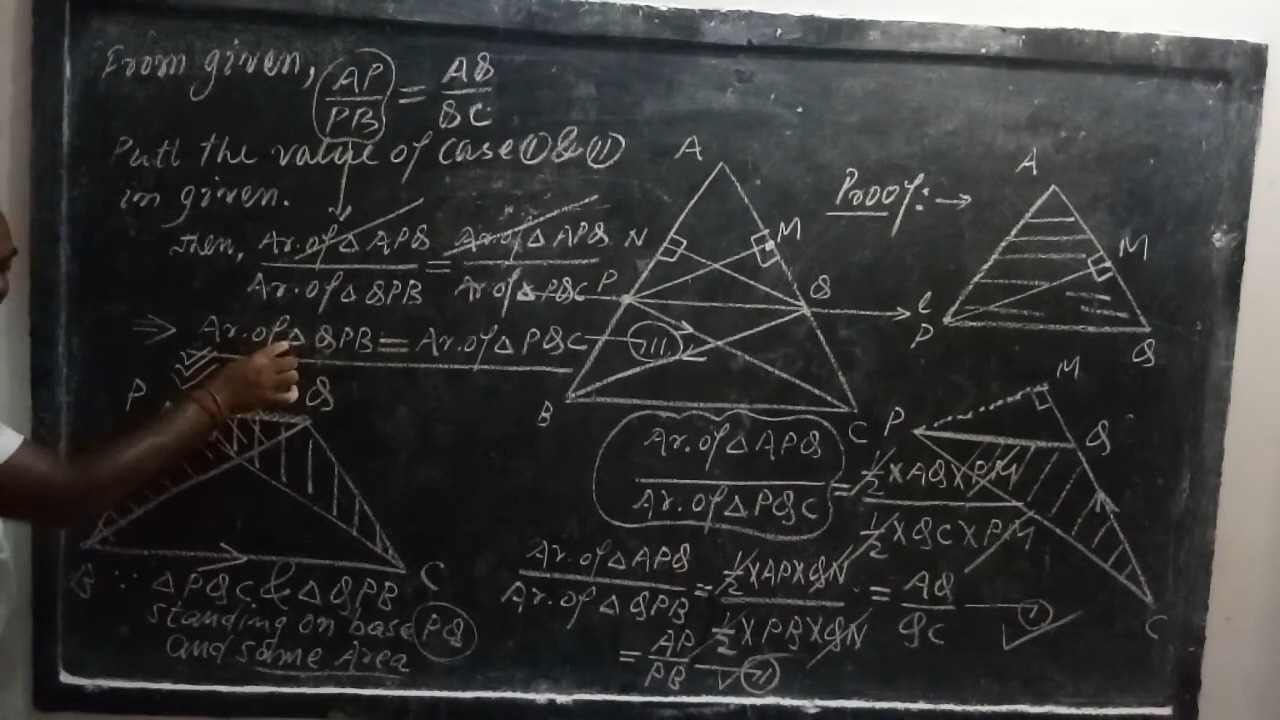 From given, AP/PB = AQ/QC
Putt the value of case (I) & (II)
in given.
then, Ar. of △ APQ / Ar. of △ QPB = Ar. of △ APQ / Ar. of △ PQC
⇒ Ar. of △ QPB = Ar. of △ PQC — (III)
P Q
B C
∵ △ PQC & △ QPB
standing on base PQ
and same Area
A
N M
P Q l
B C
Proof: →
A
M
P Q
M
P Q
C
Ar. of △ APQ / Ar. of △ PQC = 1/2 × AQ × PM / 1/2 × QC × PM
= AQ/QC — (I)
Ar. of △ APQ / Ar. of △ QPB = 1/2 × AP × QN / 1/2 × PB × QN
= AP/PB — (II)